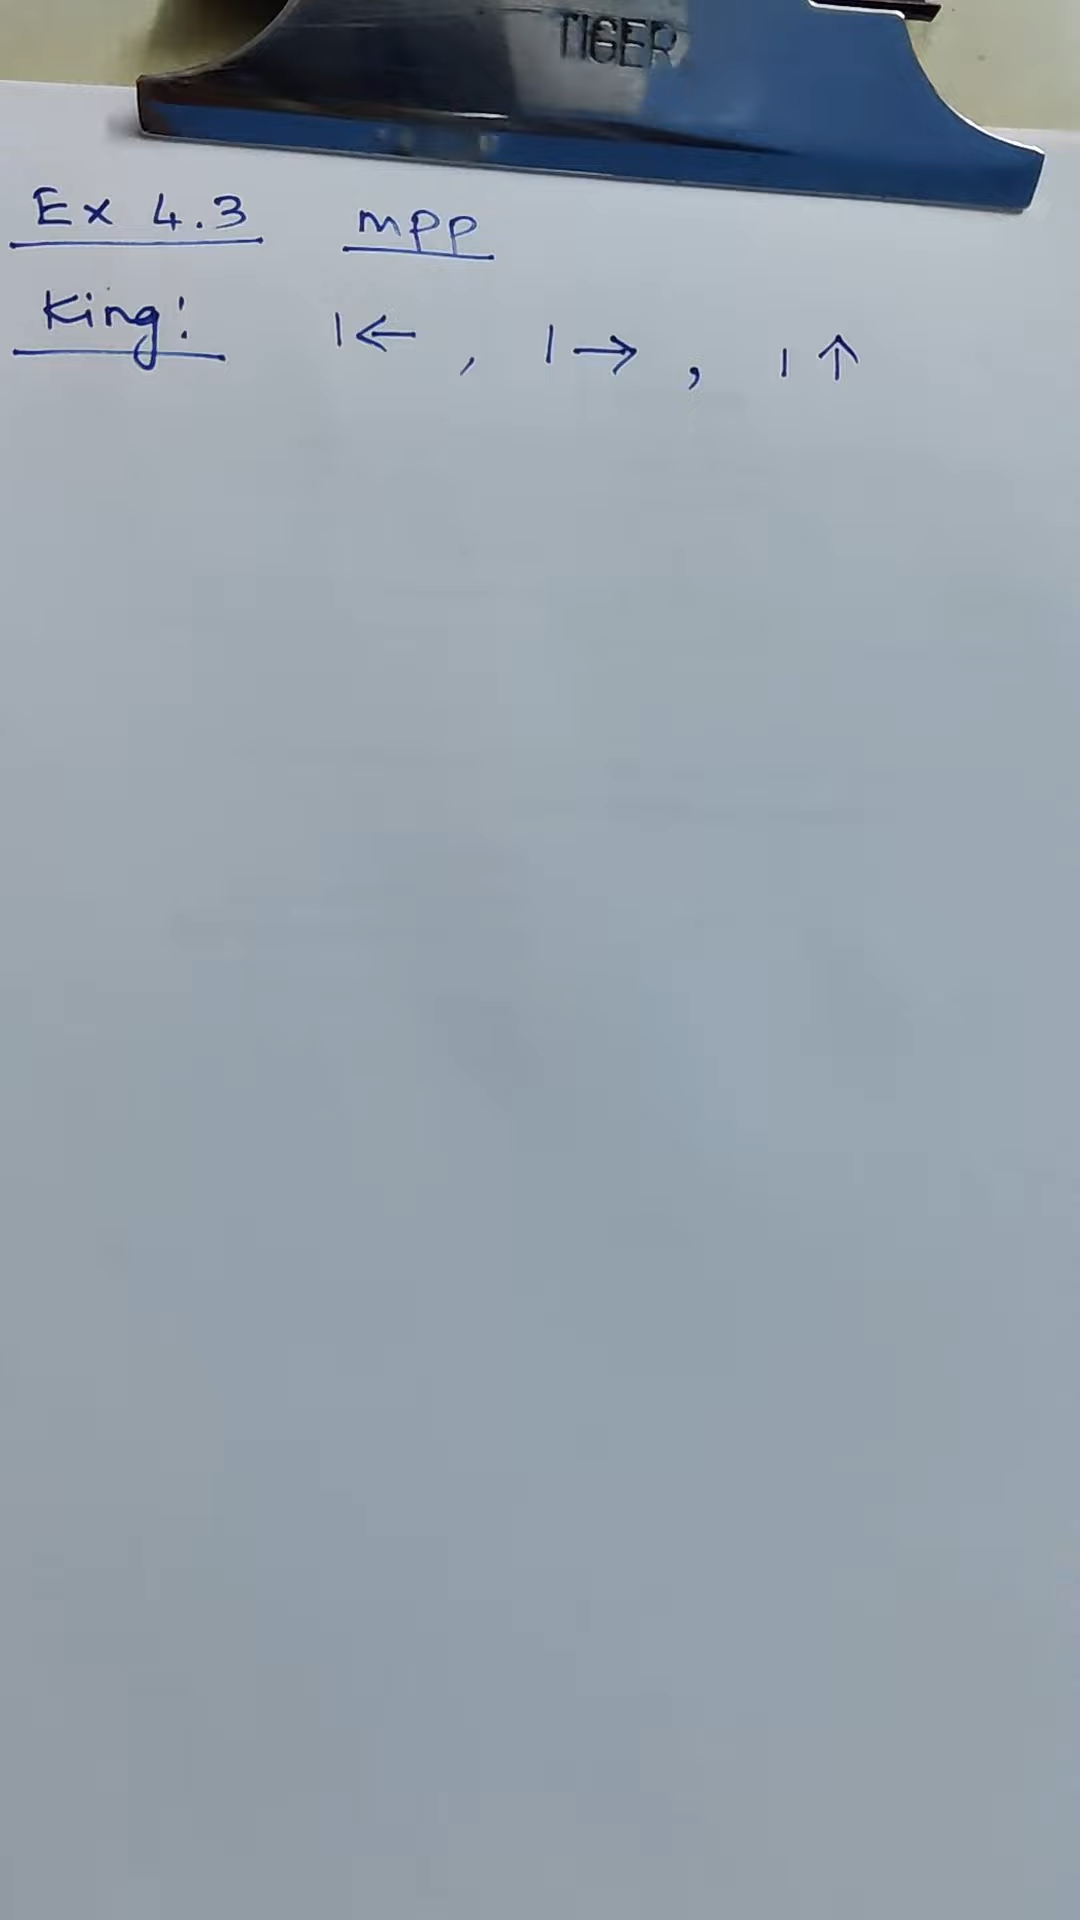 TIGER
Ex 4.3 mpp
King: 1← , 1→ , 1↑